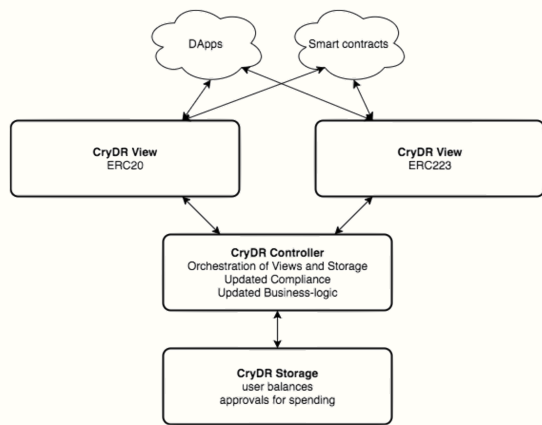 DApps
Smart contracts
CryDR View
ERC20
CryDR View
ERC223
CryDR Controller
Orchestration of Views and Storage
Updated Compliance
Updated Business-logic
CryDR Storage
user balances
approvals for spending